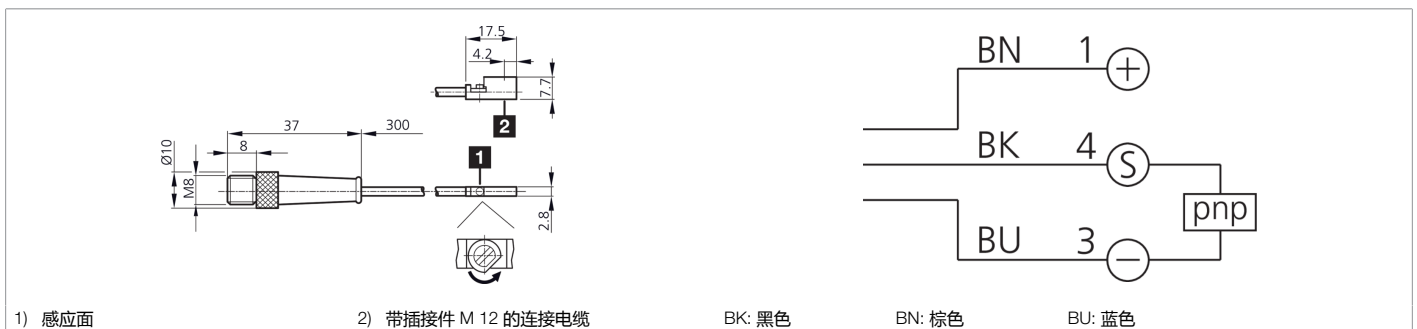 17.5
4.2
7.7
2
37
300
8
1
Ø10
M8
2.8
BN 1 +
BK 4 S
pnp
BU 3 −
1) 感应面
2) 带插接件 M 12 的连接电缆
BK: 黑色
BN: 棕色
BU: 蓝色